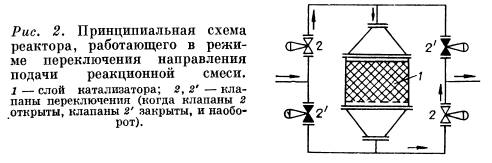 Рис. 2. Принципиальная схема
реактора, работающего в режи-
ме переключения направления
подачи реакционной смеси.
1 — слой катализатора; 2, 2' — кла-
паны переключения (когда клапаны 2
открыты, клапаны 2' закрыты, и наобо-
рот).
2
2'
1
2'
2